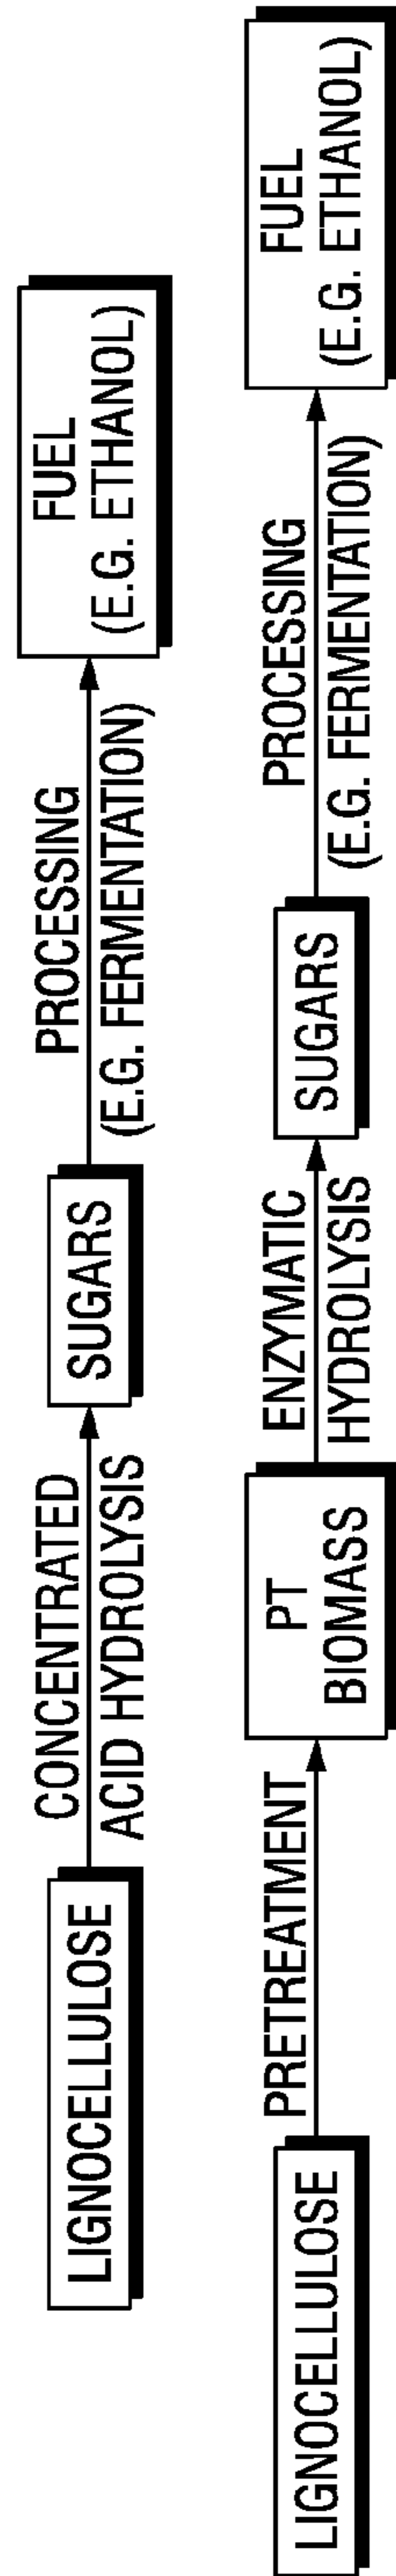 LIGNOCELLULOSE
CONCENTRATED
ACID HYDROLYSIS
SUGARS
PROCESSING
(E.G. FERMENTATION)
FUEL
(E.G. ETHANOL)
LIGNOCELLULOSE
PRETREATMENT
PT
BIOMASS
ENZYMATIC
HYDROLYSIS
SUGARS
PROCESSING
(E.G. FERMENTATION)
FUEL
(E.G. ETHANOL)